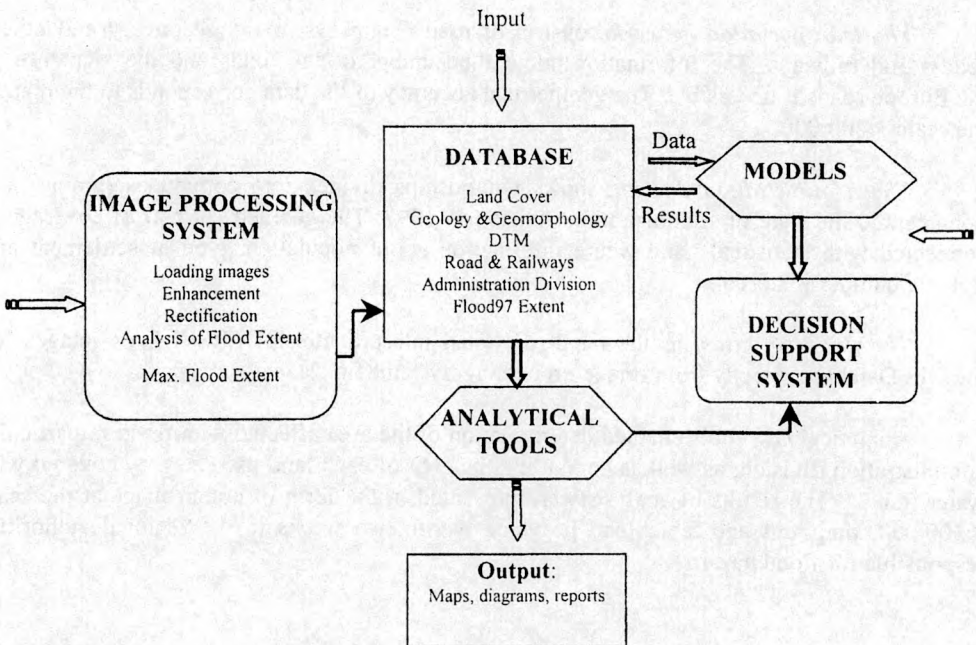 Input
IMAGE PROCESSING
SYSTEM
Loading images
Enhancement
Rectification
Analysis of Flood Extent
Max. Flood Extent
DATABASE
Land Cover
Geology &Geomorphology
DTM
Road & Railways
Administration Division
Flood97 Extent
Data
Results
MODELS
DECISION
SUPPORT
SYSTEM
ANALYTICAL
TOOLS
Output:
Maps, diagrams, reports